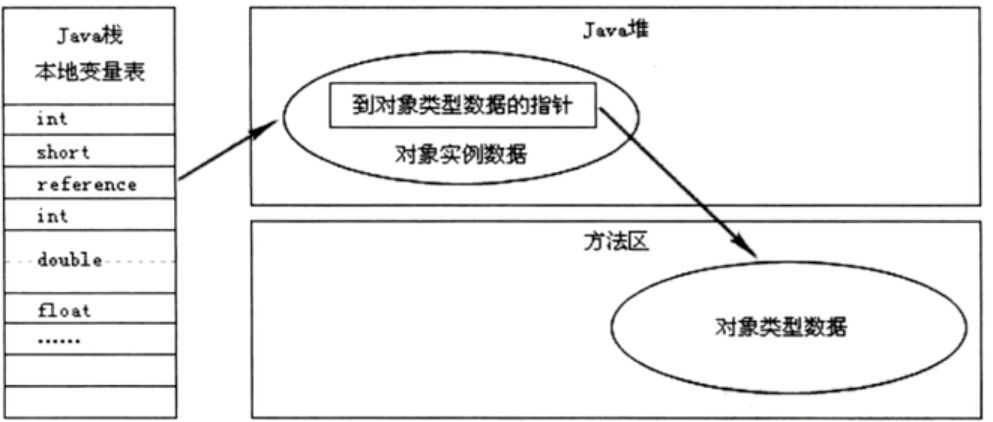 Java栈
本地变量表
int
short
reference
int
double
float
......
Java堆
到对象类型数据的指针
对象实例数据
方法区
对象类型数据